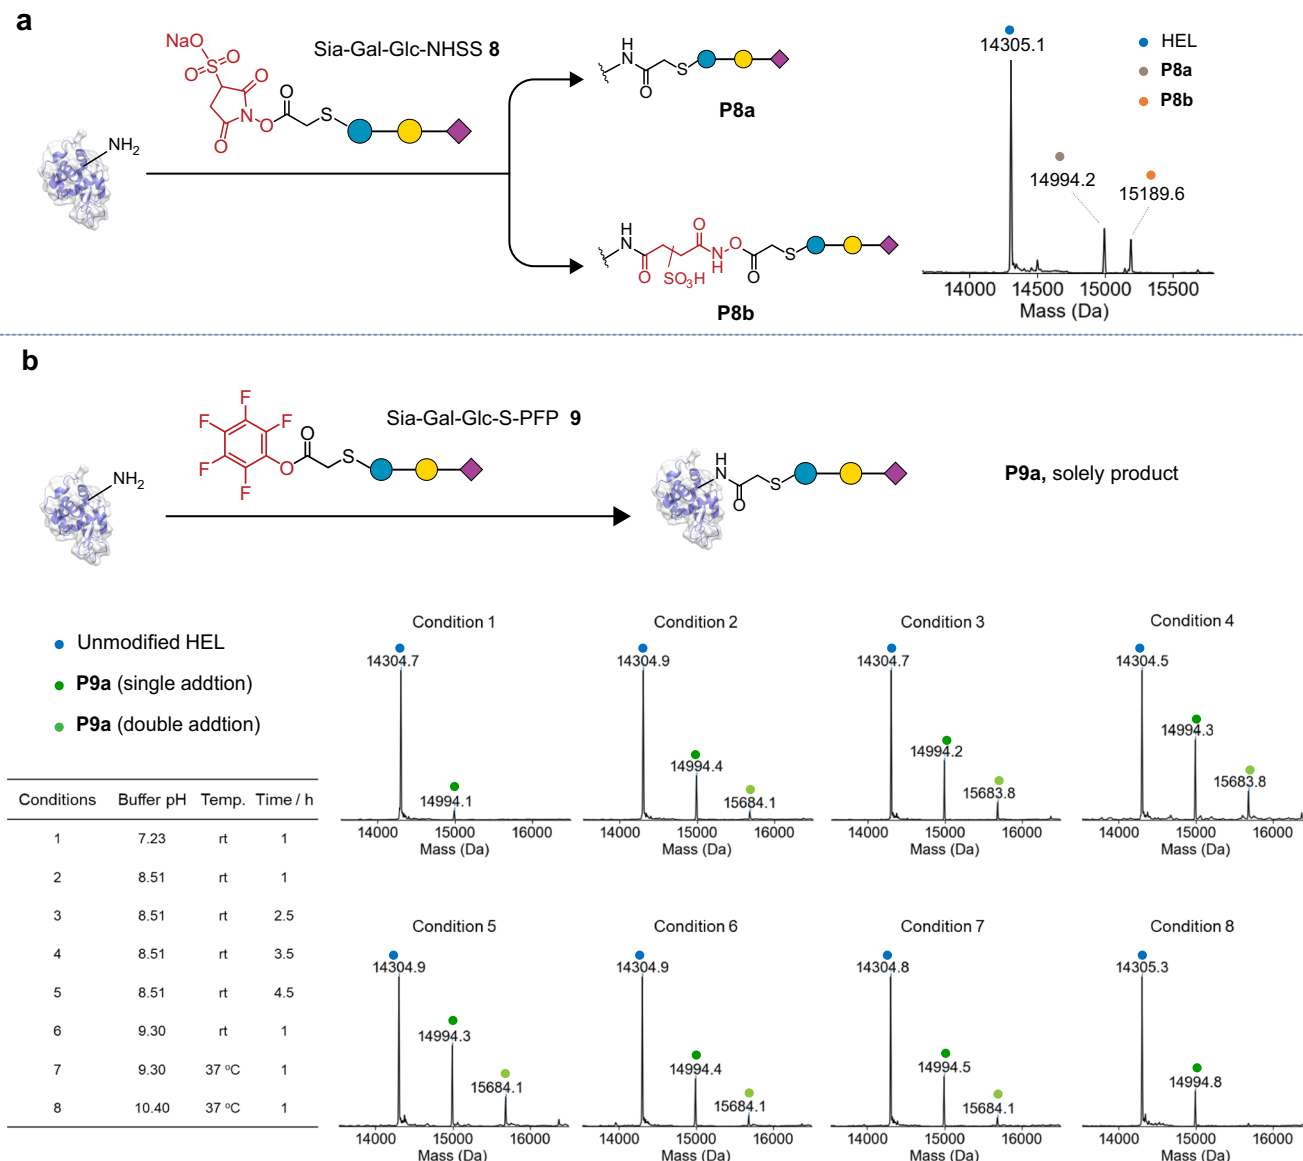 a
Sia-Gal-Glc-NHSS 8
NaO
S
O
O
O
N
O
O
O
S
NH2
H
N
O
S
P8a
H
N
O
SO3H
O
N
H
O
O
S
P8b
14305.1
HEL
P8a
P8b
14994.2
15189.6
14000 14500 15000 15500
Mass (Da)
b
Sia-Gal-Glc-S-PFP 9
F
F
F
F
F
O
O
S
NH2
H
N
O
S
P9a, solely product
Unmodified HEL
P9a (single addtion)
P9a (double addtion)
Conditions Buffer pH Temp. Time / h
1 7.23 rt 1
2 8.51 rt 1
3 8.51 rt 2.5
4 8.51 rt 3.5
5 8.51 rt 4.5
6 9.30 rt 1
7 9.30 37 °C 1
8 10.40 37 °C 1
Condition 1
14304.7
14994.1
14000 15000 16000
Mass (Da)
Condition 2
14304.9
14994.4
15684.1
14000 15000 16000
Mass (Da)
Condition 3
14304.7
14994.2
15683.8
14000 15000 16000
Mass (Da)
Condition 4
14304.5
14994.3
15683.8
14000 15000 16000
Mass (Da)
Condition 5
14304.9
14994.3
15684.1
14000 15000 16000
Mass (Da)
Condition 6
14304.9
14994.4
15684.1
14000 15000 16000
Mass (Da)
Condition 7
14304.8
14994.5
15684.1
14000 15000 16000
Mass (Da)
Condition 8
14305.3
14994.8
14000 15000 16000
Mass (Da)